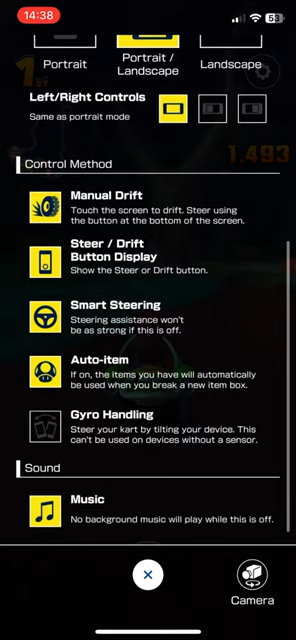 14:38
53
1st
Portrait
Portrait /
Landscape
Landscape
Left/Right Controls
Same as portrait mode
1,493
Control Method
Manual Drift
Touch the screen to drift. Steer using
the button at the bottom of the screen.
Steer / Drift
Button Display
Show the Steer or Drift button.
Smart Steering
Steering assistance won't
be as strong if this is off.
Auto-item
If on, the items you have will automatically
be used when you break a new item box.
Gyro Handling
Steer your kart by tilting your device. This
can't be used on devices without a sensor.
Sound
Music
No background music will play while this is off.
Camera